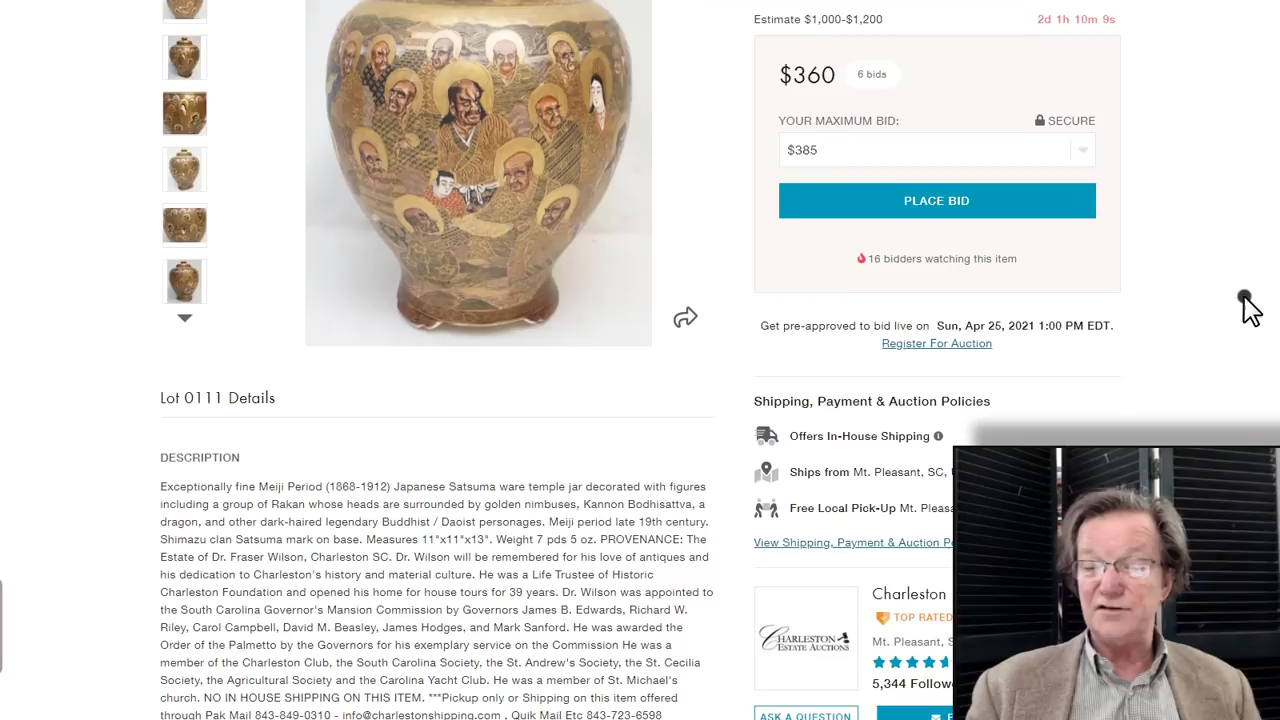 Estimate $1,000-$1,200
2d 1h 10m 9s
$360
6 bids
YOUR MAXIMUM BID:
SECURE
$385
PLACE BID
16 bidders watching this item
Get pre-approved to bid live on Sun, Apr 25, 2021 1:00 PM EDT.
Register For Auction
Lot 0111 Details
DESCRIPTION
Exceptionally fine Meiji Period (1868-1912) Japanese Satsuma ware temple jar decorated with figures
including a group of Rakan whose heads are surrounded by golden nimbuses, Kannon Bodhisattva, a
dragon, and other dark-haired legendary Buddhist / Daoist personages. Meiji period late 19th century.
Shimazu clan Satsuma mark on base. Measures 11"x11"x13". Weight 7 pds 5 oz. PROVENANCE: The
Estate of Dr. Fraser Wilson, Charleston SC. Dr. Wilson will be remembered for his love of antiques and
his dedication to Charleston's history and material culture. He was a Life Trustee of Historic
Charleston Foundation and opened his home for house tours for 39 years. Dr. Wilson was appointed to
the South Carolina Governor's Mansion Commission by Governors James B. Edwards, Richard W.
Riley, Carol Campbell, David M. Beasley, James Hodges, and Mark Sanford. He was awarded the
Order of the Palmetto by the Governors for his exemplary service on the Commission He was a
member of the Charleston Club, the South Carolina Society, the St. Andrew's Society, the St. Cecilia
Society, the Agricultural Society and the Carolina Yacht Club. He was a member of St. Michael's
church. NO IN HOUSE SHIPPING ON THIS ITEM. ***Pickup only or Shipping on this item offered
through Pak Mail 843-849-0310 - info@charlestonshipping.com , Quik Mail Etc 843-723-6598
Shipping, Payment & Auction Policies
Offers In-House Shipping
Ships from Mt. Pleasant, SC,
Free Local Pick-Up Mt. Pleasa
View Shipping, Payment & Auction Po
CHARLESTON
ESTATE AUCTIONS
Charleston
TOP RATED
Mt. Pleasant, S
5,344 Follow
ASK A QUESTION